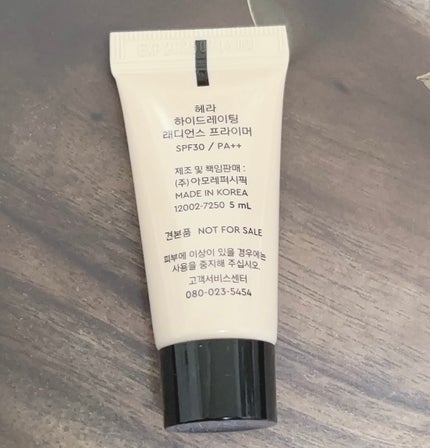 헤라
하이드레이팅
래디언스 프라이머
SPF30 / PA++
제조 및 책임판매 :
(주)아모레퍼시픽
MADE IN KOREA
12002-7250 5 mL
견본품 NOT FOR SALE
피부에 이상이 있을 경우에는
사용을 중지해 주십시오.
고객서비스센터
080-023-5454